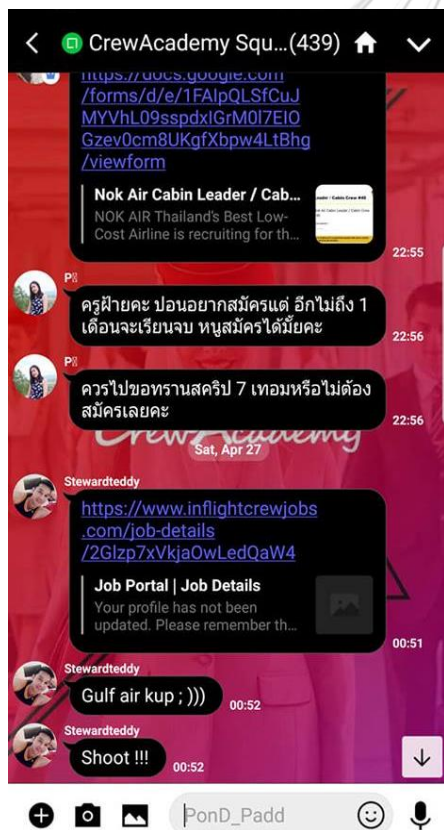 CrewAcademy Squ...(439)
https://docs.google.com
/forms/d/e/1FAIpQLSfCuJ
MYVhL09sspdxIGrM0l7EIO
Gzev0cm8UKgfXbpw4LtBhg
/viewform
Nok Air Cabin Leader / Cab...
NOK AIR Thailand's Best Low-
Cost Airline is recruiting for th...
22:55
ครูฝ้ายคะ ปอนอยากสมัครแต่ อีกไม่ถึง 1
เดือนจะเรียนจบ หนูสมัครได้มั้ยคะ
22:56
ควรไปขอทรานสคริป 7 เทอมหรือไม่ต้อง
สมัครเลยคะ
22:56
CrewAcademy
Sat, Apr 27
Stewardteddy
https://www.inflightcrewjobs
.com/job-details
/2Glzp7xVkjaOwLedQaW4
Job Portal | Job Details
Your profile has not been
updated. Please remember th...
00:51
Stewardteddy
Gulf air kup ; )))
00:52
Stewardteddy
Shoot !!!
00:52
PonD_Padd